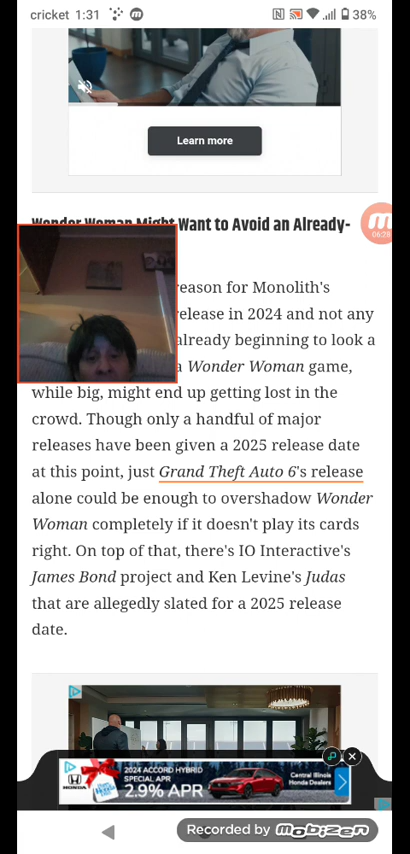 cricket 1:31
38%
Learn more
Wonder Woman Might Want to Avoid an Already-
06:28
reason for Monolith's
release in 2024 and not any
already beginning to look a
a Wonder Woman game,
while big, might end up getting lost in the
crowd. Though only a handful of major
releases have been given a 2025 release date
at this point, just Grand Theft Auto 6's release
alone could be enough to overshadow Wonder
Woman completely if it doesn't play its cards
right. On top of that, there's IO Interactive's
James Bond project and Ken Levine's Judas
that are allegedly slated for a 2025 release
date.
HONDA
2024 ACCORD HYBRID
SPECIAL APR
2.9% APR
Central Illinois
Honda Dealers
Recorded by mobizen